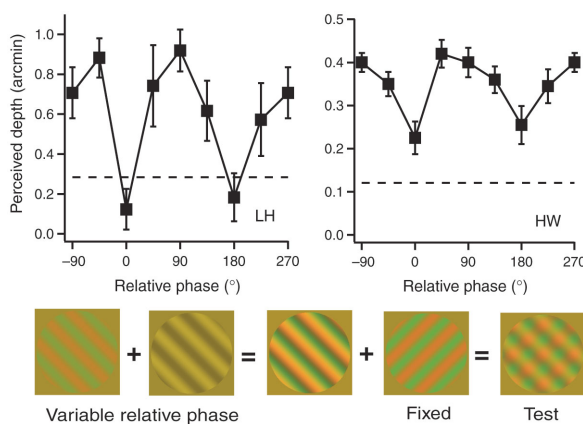 Perceived depth (arcmin)
1.0
0.8
0.6
0.4
0.2
0.0
LH
−90 0 90 180 270
Relative phase (°)
0.5
0.4
0.3
0.2
0.1
0.0
HW
−90 0 90 180 270
Relative phase (°)
+ = + =
Variable relative phase Fixed Test